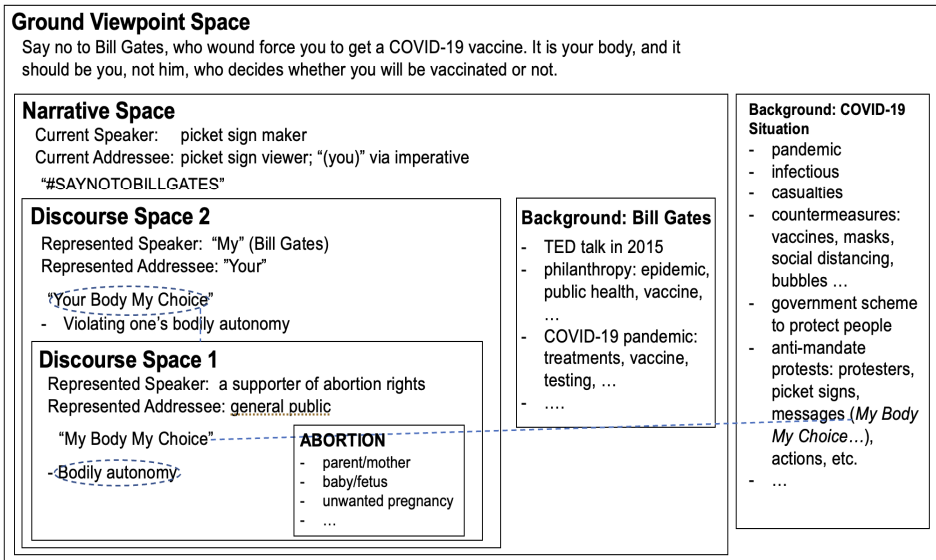 Ground Viewpoint Space
Say no to Bill Gates, who wound force you to get a COVID-19 vaccine. It is your body, and it
should be you, not him, who decides whether you will be vaccinated or not.
Narrative Space
Current Speaker: picket sign maker
Current Addressee: picket sign viewer; “(you)” via imperative
“#SAYNOTOBILLGATES”
Discourse Space 2
Represented Speaker: “My” (Bill Gates)
Represented Addressee: ”Your”
“Your Body My Choice”
- Violating one’s bodily autonomy
Discourse Space 1
Represented Speaker: a supporter of abortion rights
Represented Addressee: general public
“My Body My Choice”
- Bodily autonomy
ABORTION
- parent/mother
- baby/fetus
- unwanted pregnancy
- …
Background: Bill Gates
- TED talk in 2015
- philanthropy: epidemic,
public health, vaccine,
…
- COVID-19 pandemic:
treatments, vaccine,
testing, …
- ….
Background: COVID-19
Situation
- pandemic
- infectious
- casualties
- countermeasures:
vaccines, masks,
social distancing,
bubbles …
- government scheme
to protect people
- anti-mandate
protests: protesters,
picket signs,
messages (My Body
My Choice…),
actions, etc.
- …